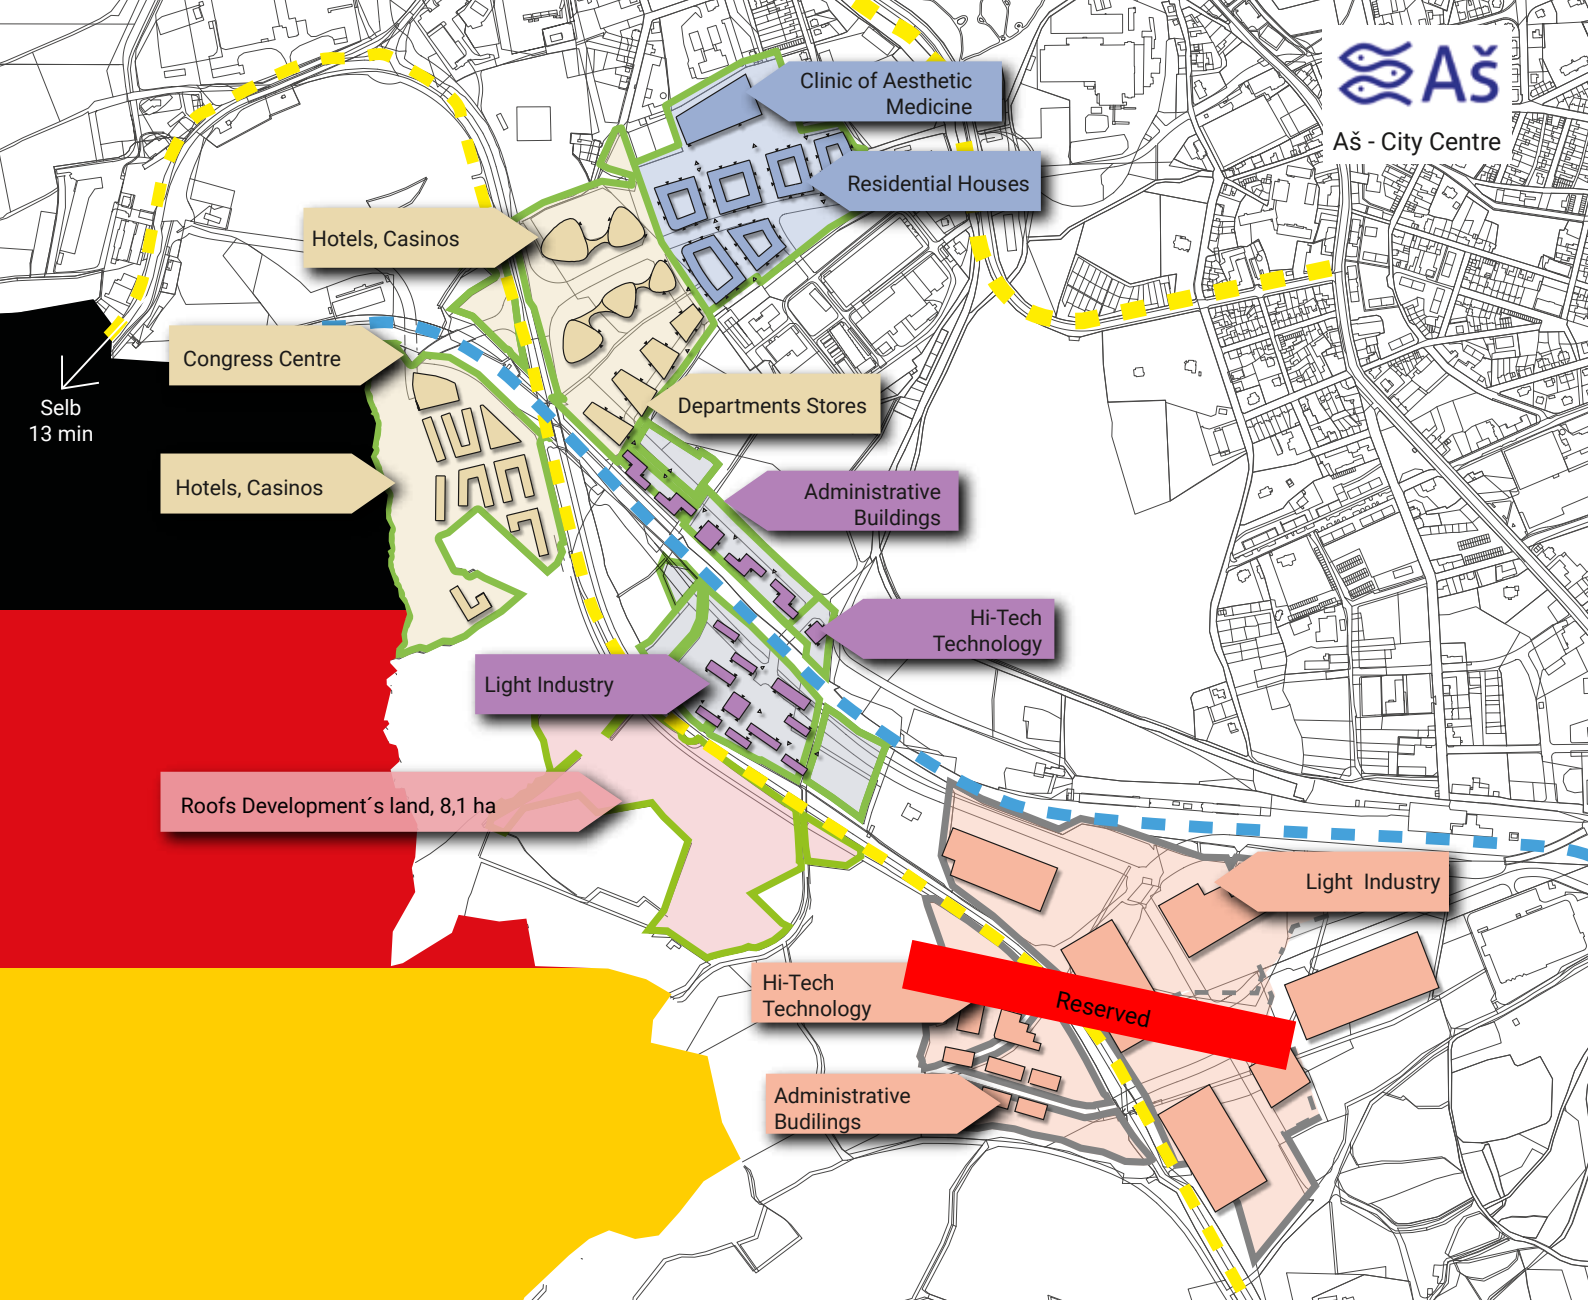 Aš
Aš - City Centre
Clinic of Aesthetic
Medicine
Residential Houses
Hotels, Casinos
Congress Centre
Selb
13 min
Departments Stores
Hotels, Casinos
Administrative
Buildings
Hi-Tech
Technology
Light Industry
Roofs Development´s land, 8,1 ha
Light  Industry
Hi-Tech
Technology
Reserved
Administrative
Budilings